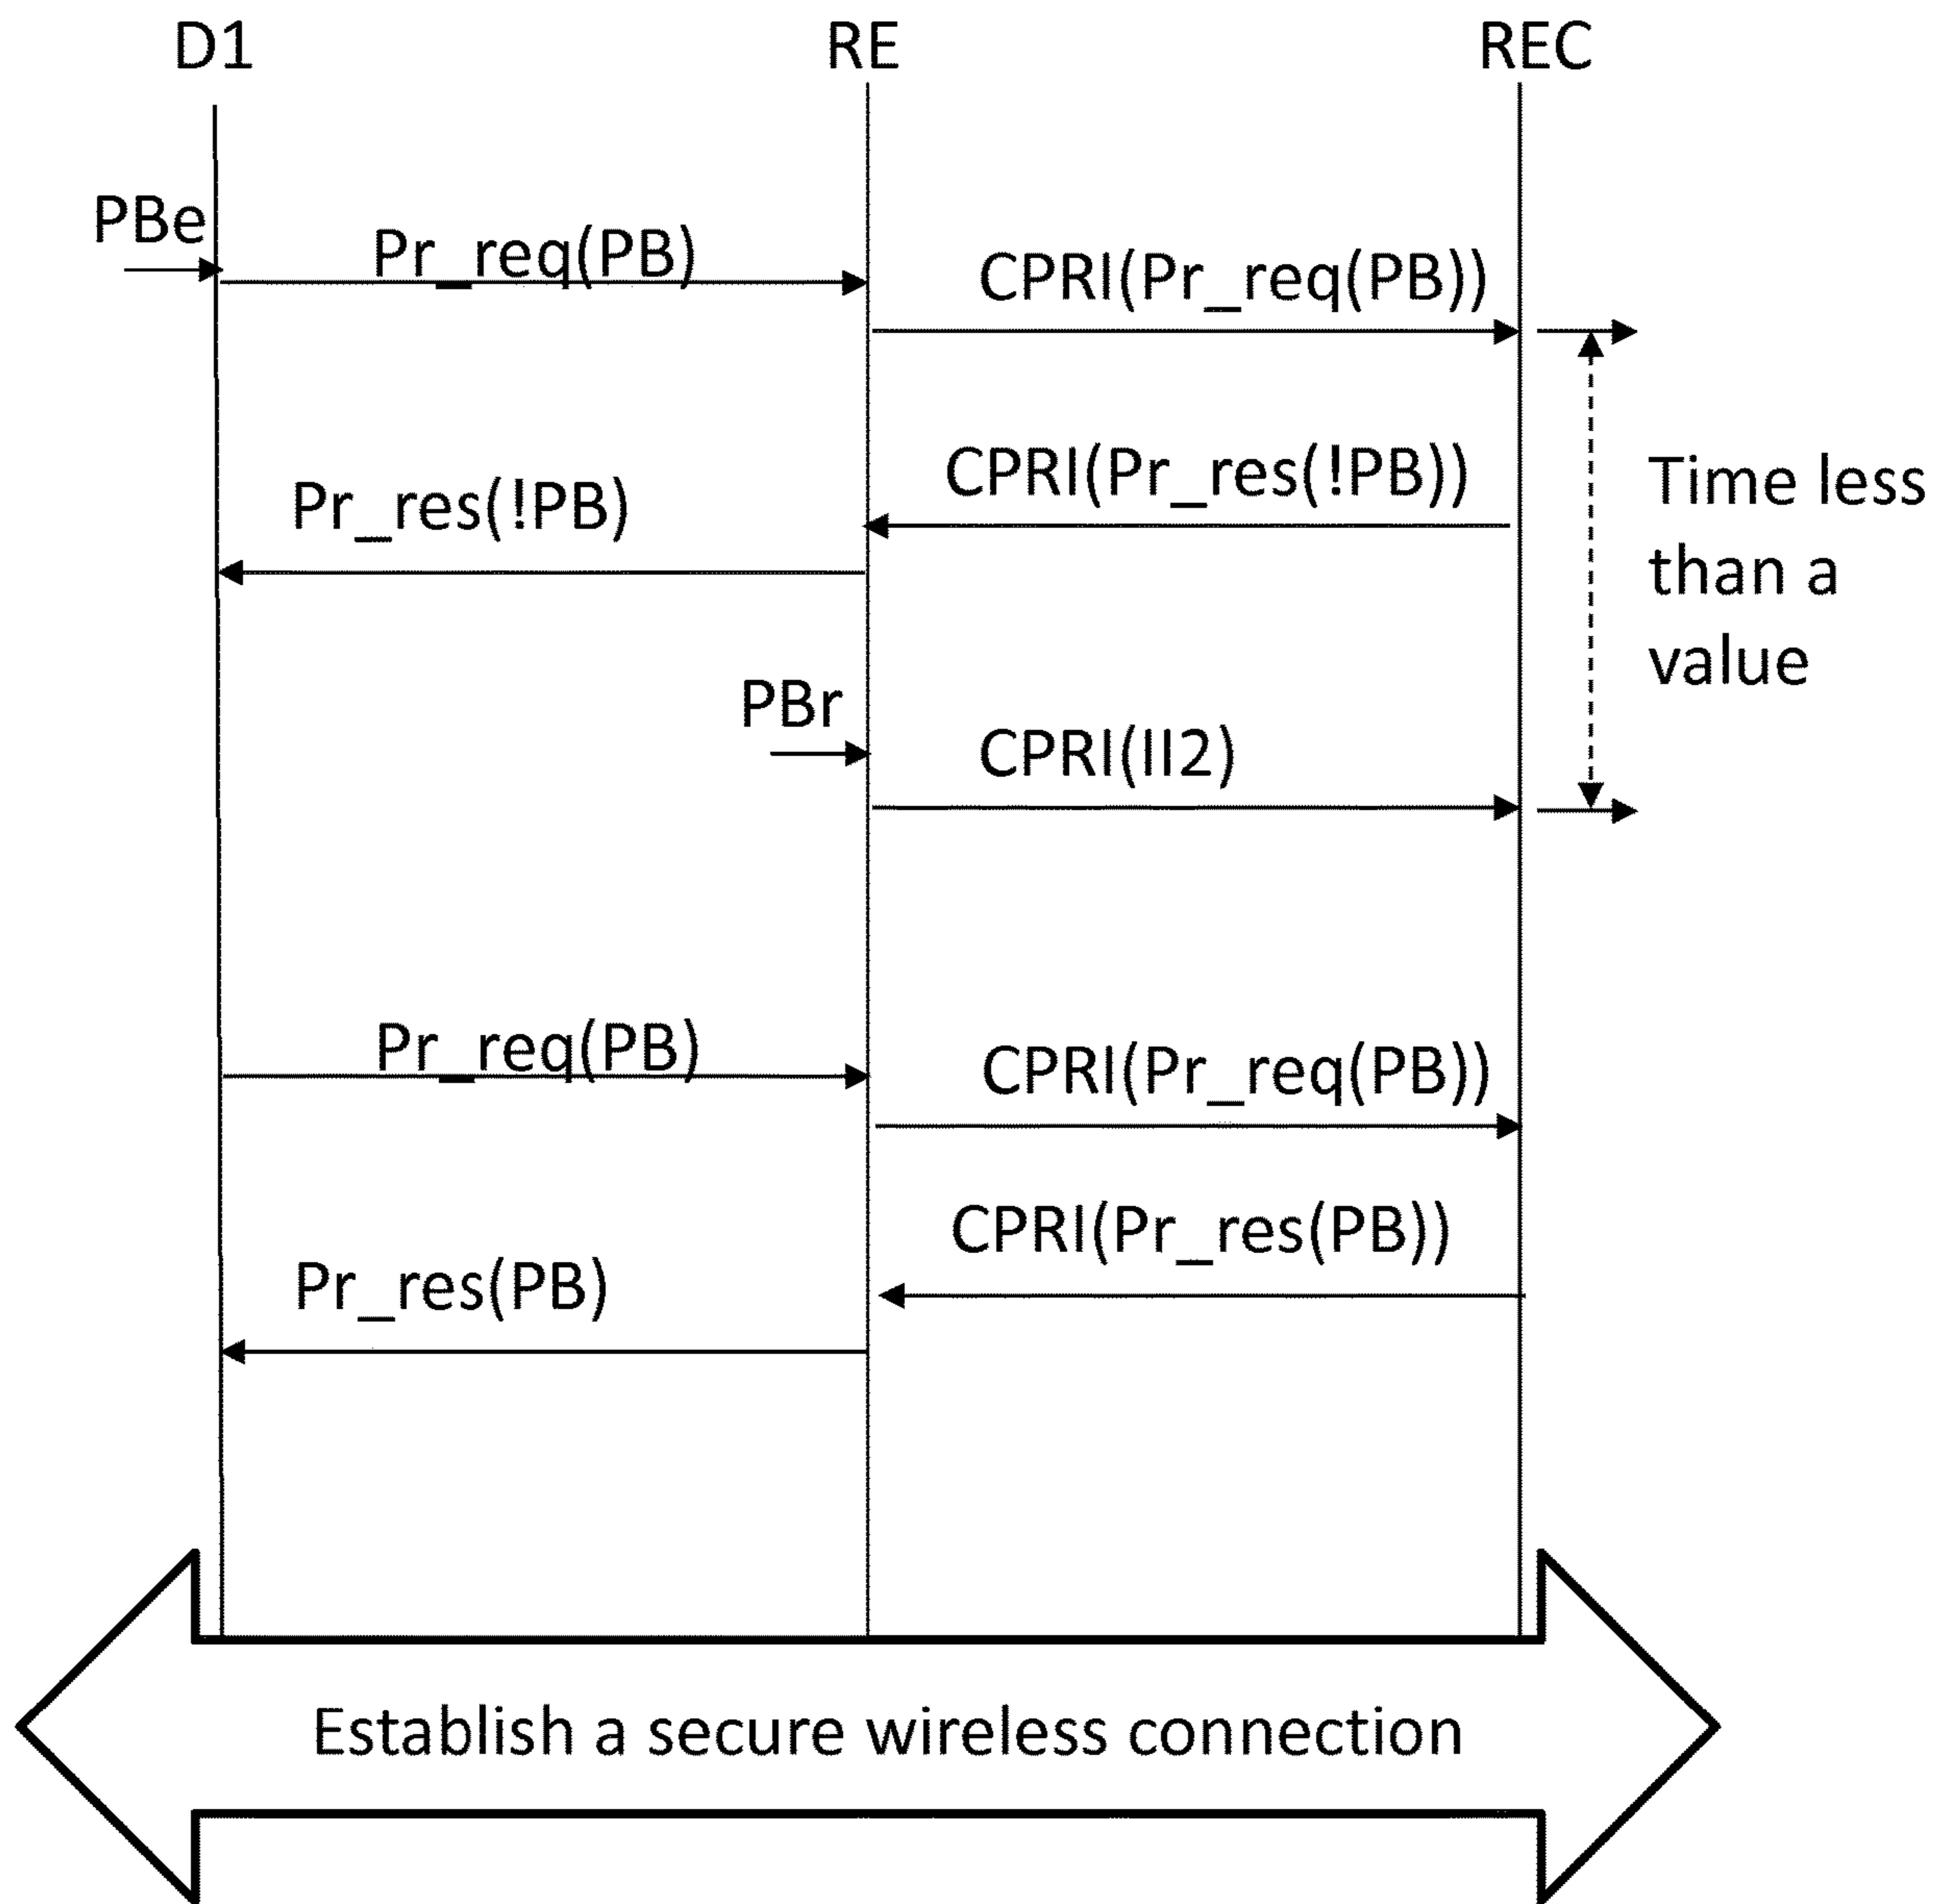 D1
RE
REC
PBe
Pr_req(PB)
CPRI(Pr_req(PB))
CPRI(Pr_res(!PB))
Pr_res(!PB)
Time less
than a
value
PBr
CPRI(II2)
Pr_req(PB)
CPRI(Pr_req(PB))
CPRI(Pr_res(PB))
Pr_res(PB)
Establish a secure wireless connection